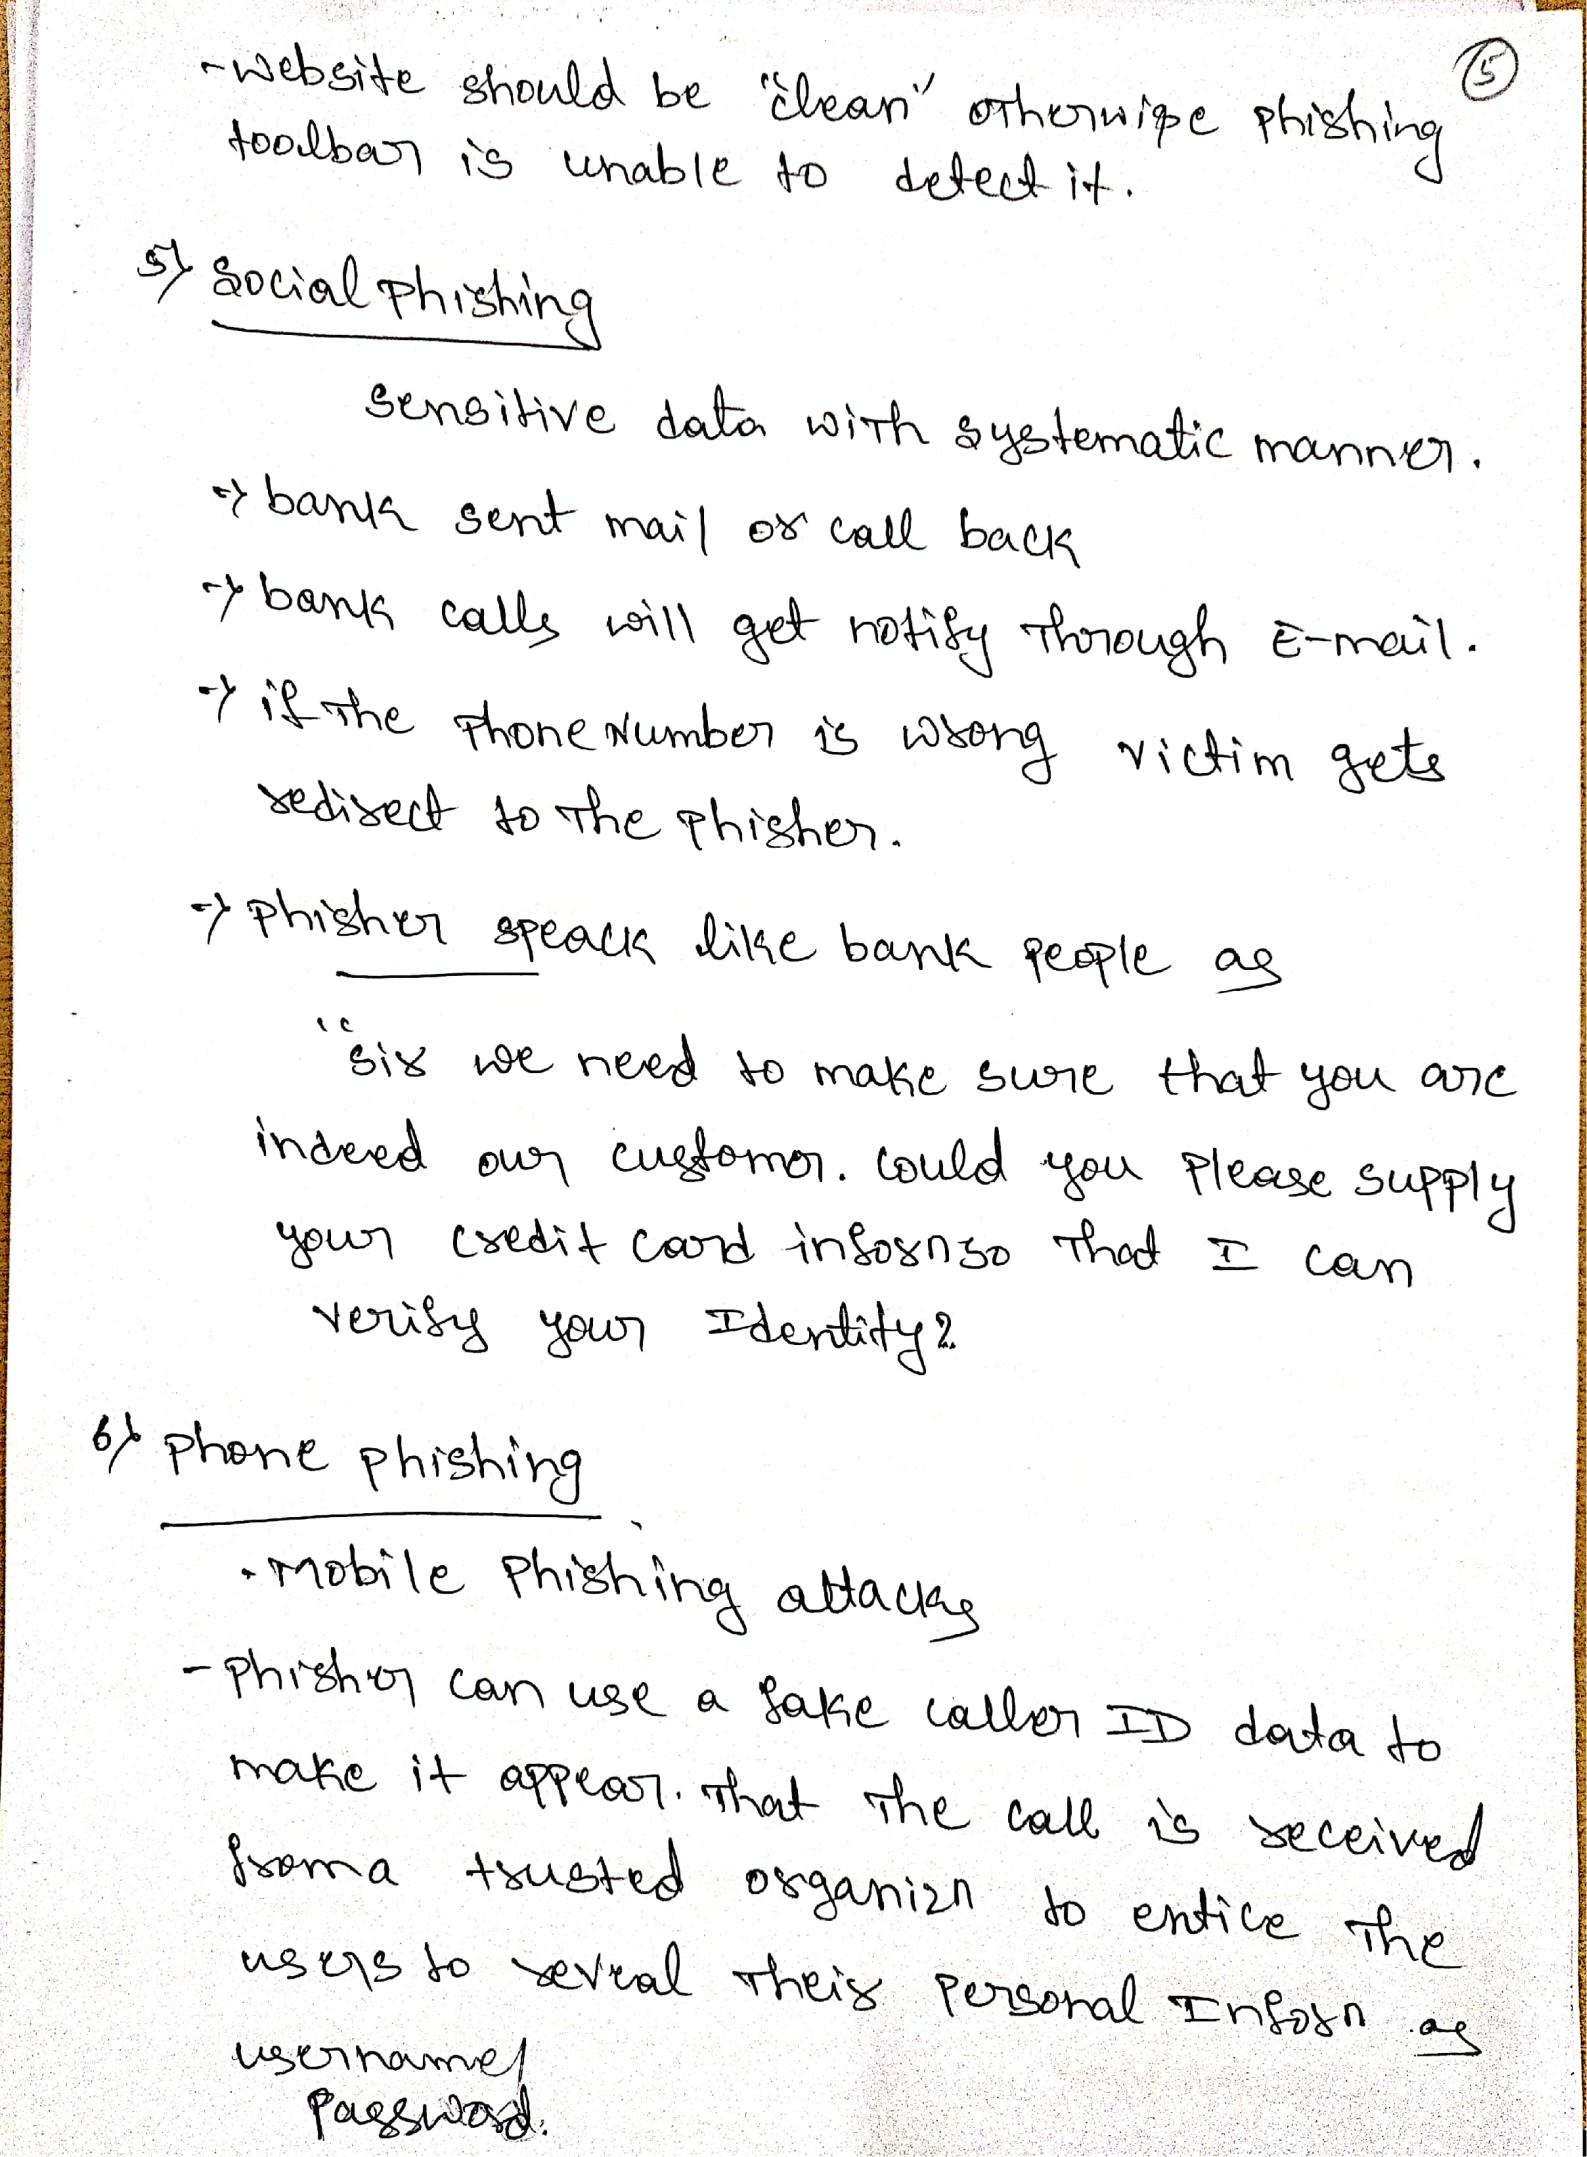 ⑤
- Website should be "clean" otherwise phishing
toolbar is unable to detect it.
5) Social Phishing
Sensitive data with systematic manner.
→ bank sent mail or call back
→ bank calls will get notify Through E-mail.
→ if The Phone Number is wrong victim gets
redirect to The Phisher.
→ Phisher speack like bank people as
"Sir we need to make sure that you are
indeed our customer. Could you Please supply
your credit card inforn so That I can
verify your Identity?
6) Phone phishing
• Mobile Phishing attacks
- Phisher can use a fake caller ID data to
make it appear. That The call is received
from a trusted organizn to entice The
users to reveal Their Personal Inforn as
username/
Password.